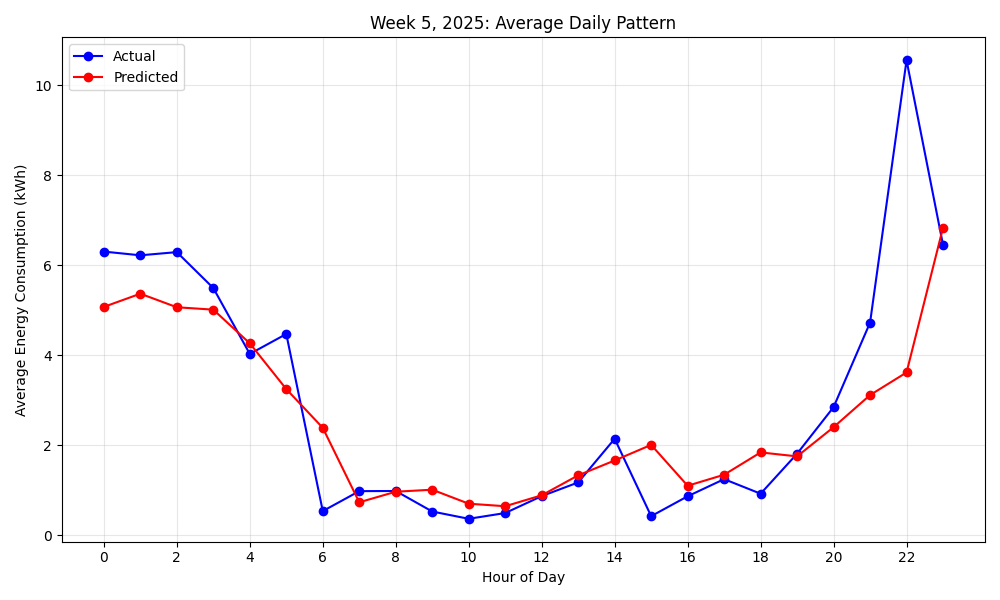 Week 5, 2025: Average Daily Pattern
Actual
Predicted
Average Energy Consumption (kWh)
10
8
6
4
2
0
0 2 4 6 8 10 12 14 16 18 20 22
Hour of Day